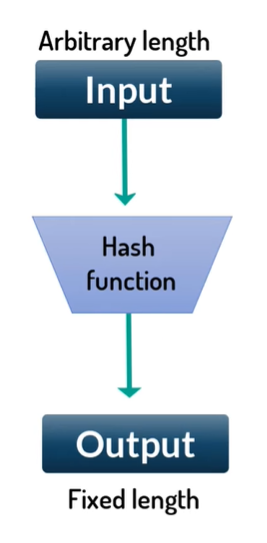 Arbitrary length
Input
Hash
function
Output
Fixed length